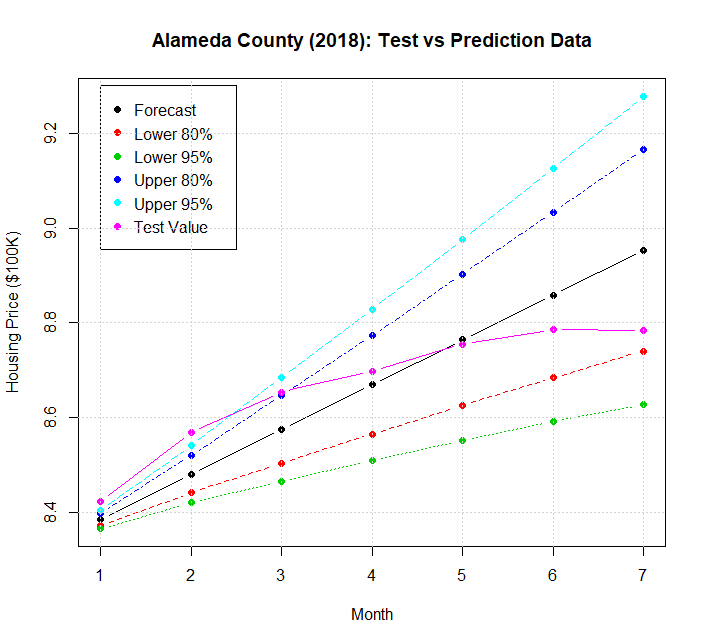 Alameda County (2018): Test vs Prediction Data
Housing Price ($100K)
9.2
9.0
8.8
8.6
8.4
Forecast
Lower 80%
Lower 95%
Upper 80%
Upper 95%
Test Value
1 2 3 4 5 6 7
Month